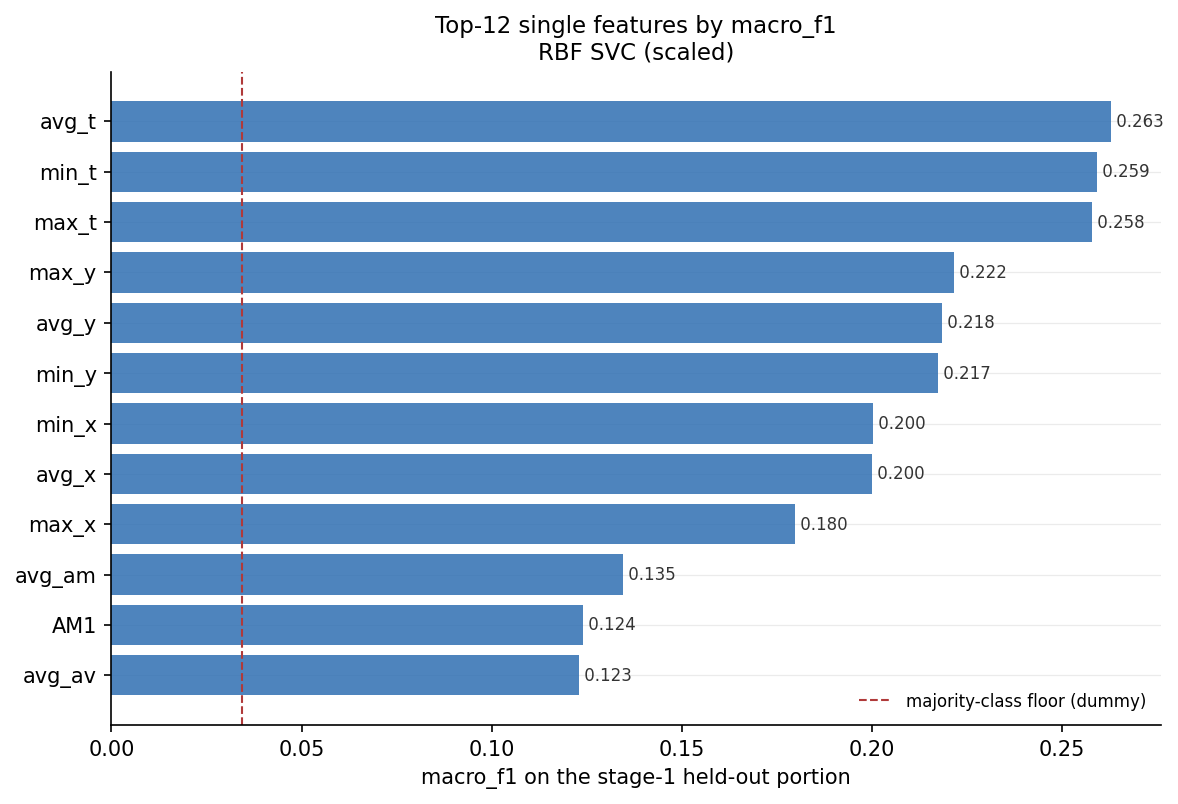 Top-12 single features by macro_f1
RBF SVC (scaled)
avg_t 0.263
min_t 0.259
max_t 0.258
max_y 0.222
avg_y 0.218
min_y 0.217
min_x 0.200
avg_x 0.200
max_x 0.180
avg_am 0.135
AM1 0.124
avg_av 0.123
majority-class floor (dummy)
0.00 0.05 0.10 0.15 0.20 0.25
macro_f1 on the stage-1 held-out portion